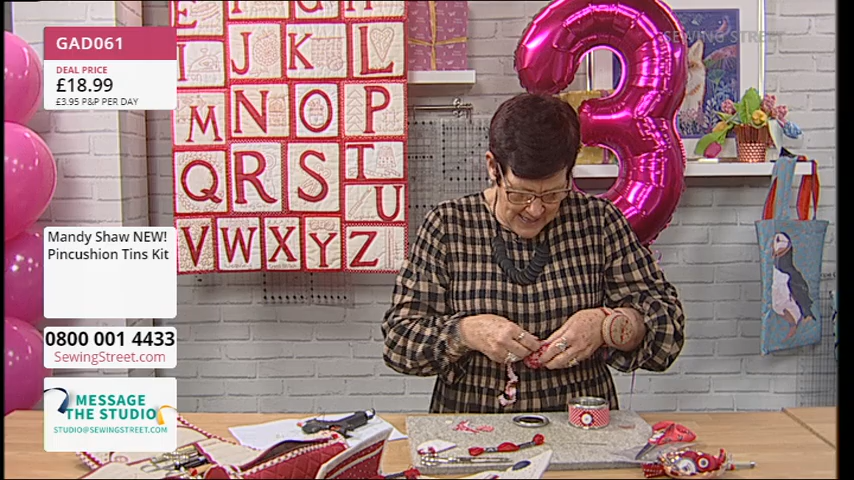 GAD061
DEAL PRICE
£18.99
£3.95 P&P PER DAY
Mandy Shaw NEW!
Pincushion Tins Kit
0800 001 4433
SewingStreet.com
MESSAGE
THE STUDIO
STUDIO@SEWINGSTREET.COM
SEWING STREET
J K L
M N O P
Q R S T U
V W X Y Z
3